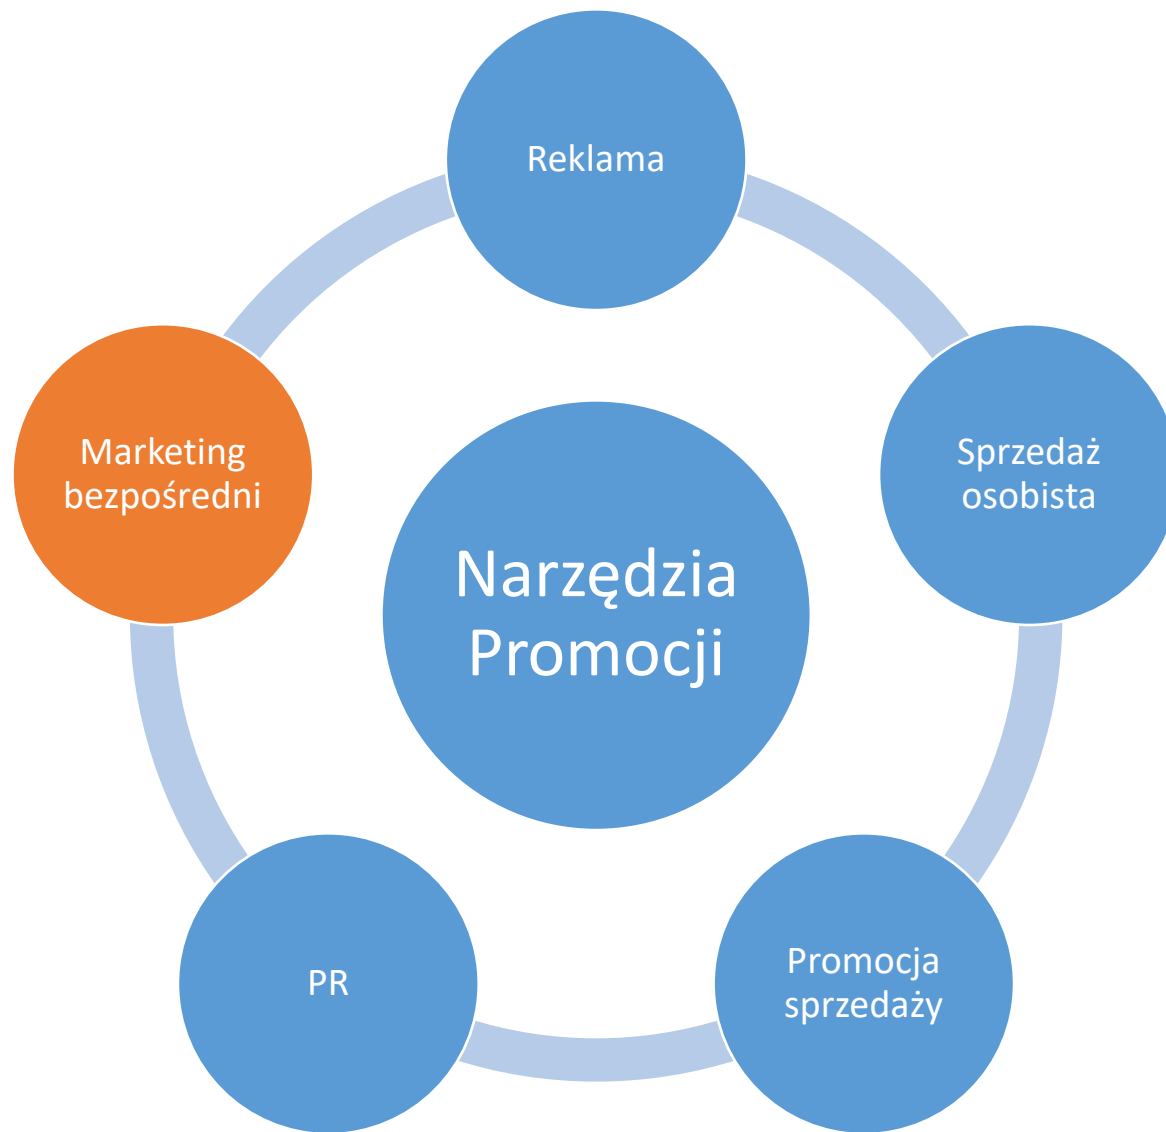 Reklama
Marketing
bezpośredni
Sprzedaż
osobista
Narzędzia
Promocji
PR
Promocja
sprzedaży